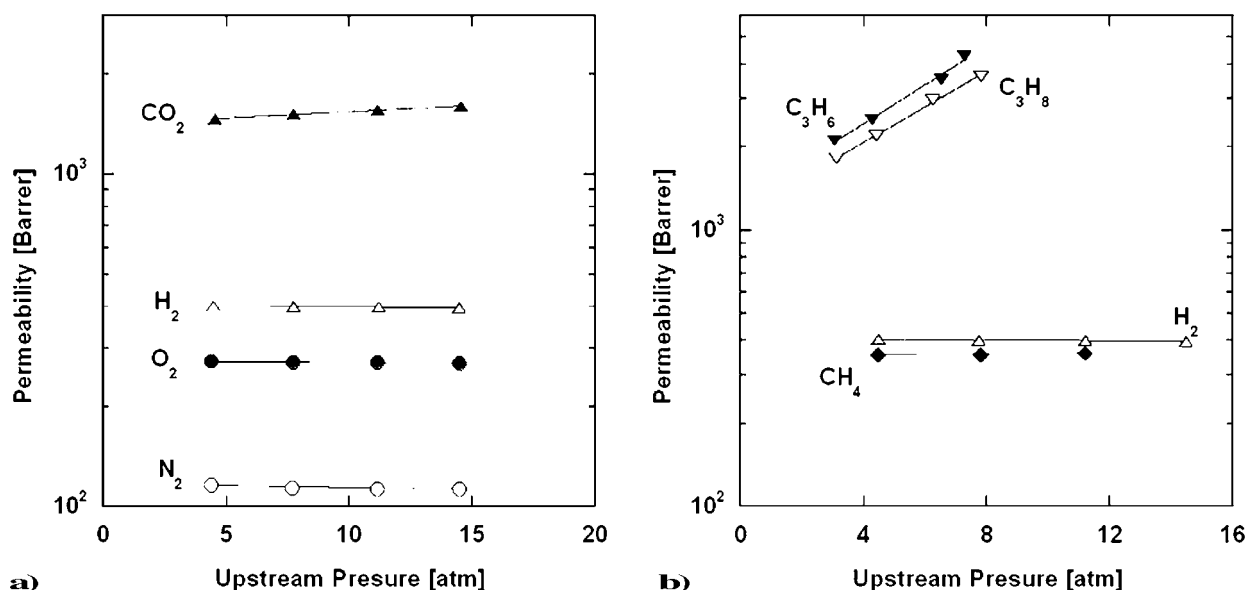 CO2
H2
O2
N2
10^3
10^2
0 5 10 15 20
Permeability [Barrer]
Upstream Presure [atm]
a)
C3H6
C3H8
H2
CH4
10^3
10^2
0 4 8 12 16
Permeability [Barrer]
Upstream Presure [atm]
b)